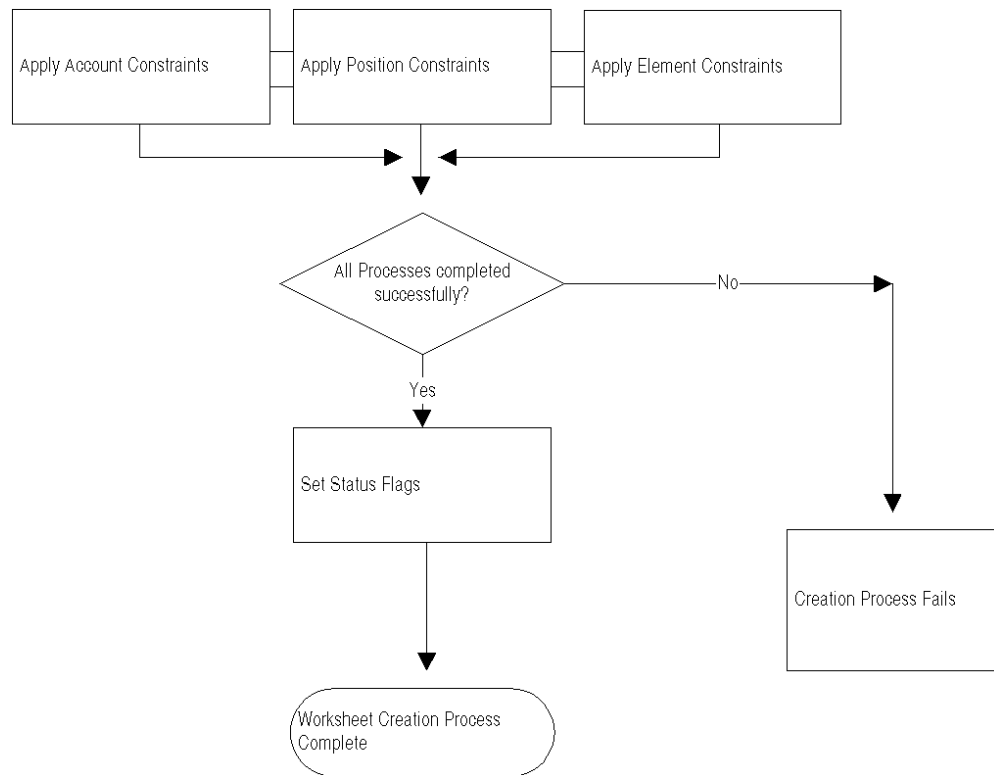 Apply Account Constraints
Apply Position Constraints
Apply Element Constraints
All Processes completed
successfully?
No
Yes
Set Status Flags
Creation Process Fails
Worksheet Creation Process
Complete